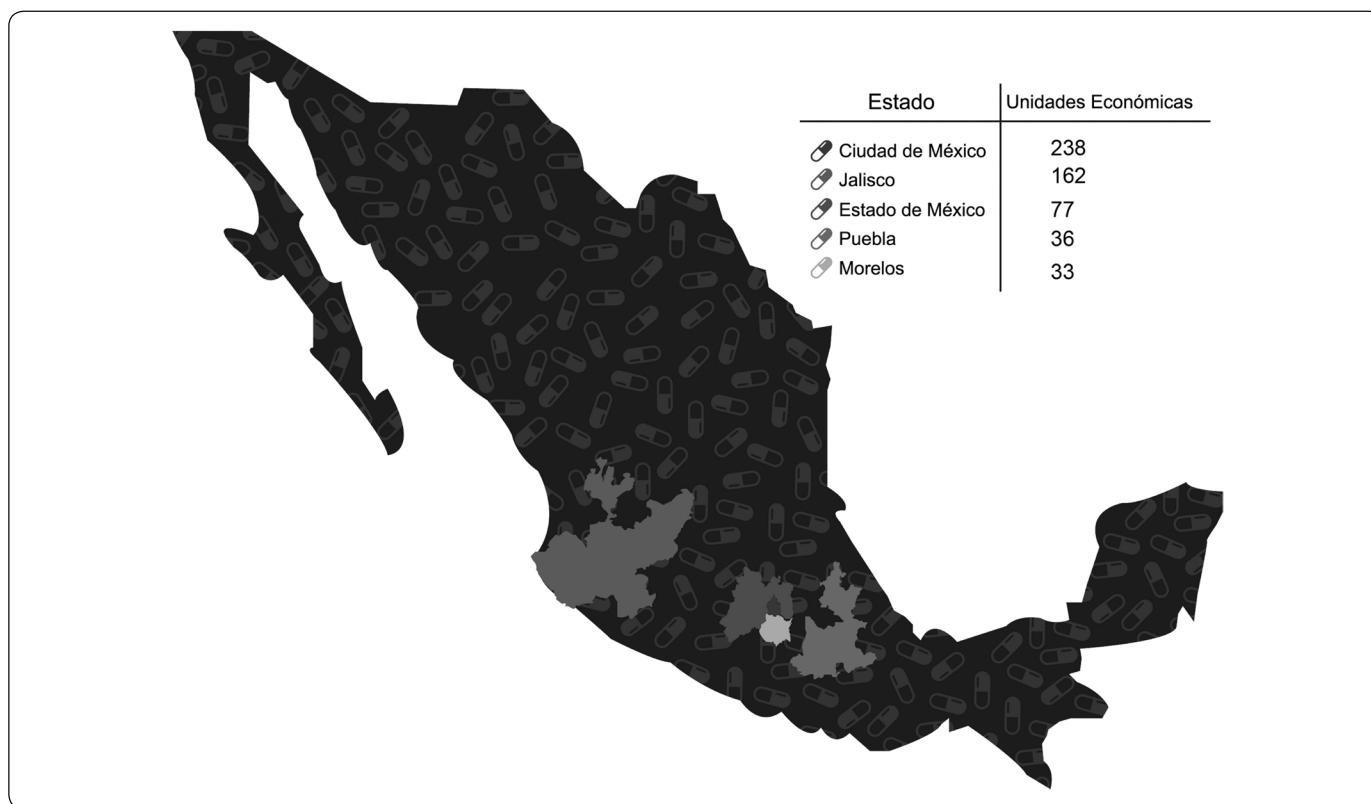 Estado Unidades Económicas
Ciudad de México 238
Jalisco 162
Estado de México 77
Puebla 36
Morelos 33